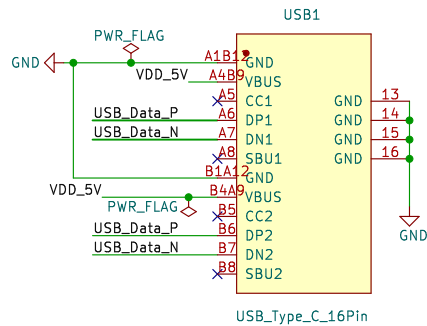 USB1
PWR_FLAG
GND
A1B12 GND
VDD_5V A4B9 VBUS
A5 CC1 GND 13
USB_Data_P A6 DP1 GND 14
USB_Data_N A7 DN1 GND 15
A8 SBU1 GND 16
B1A12 GND
VDD_5V B4A9 VBUS
PWR_FLAG
B5 CC2
USB_Data_P B6 DP2
GND
USB_Data_N B7 DN2
B8 SBU2
USB_Type_C_16Pin